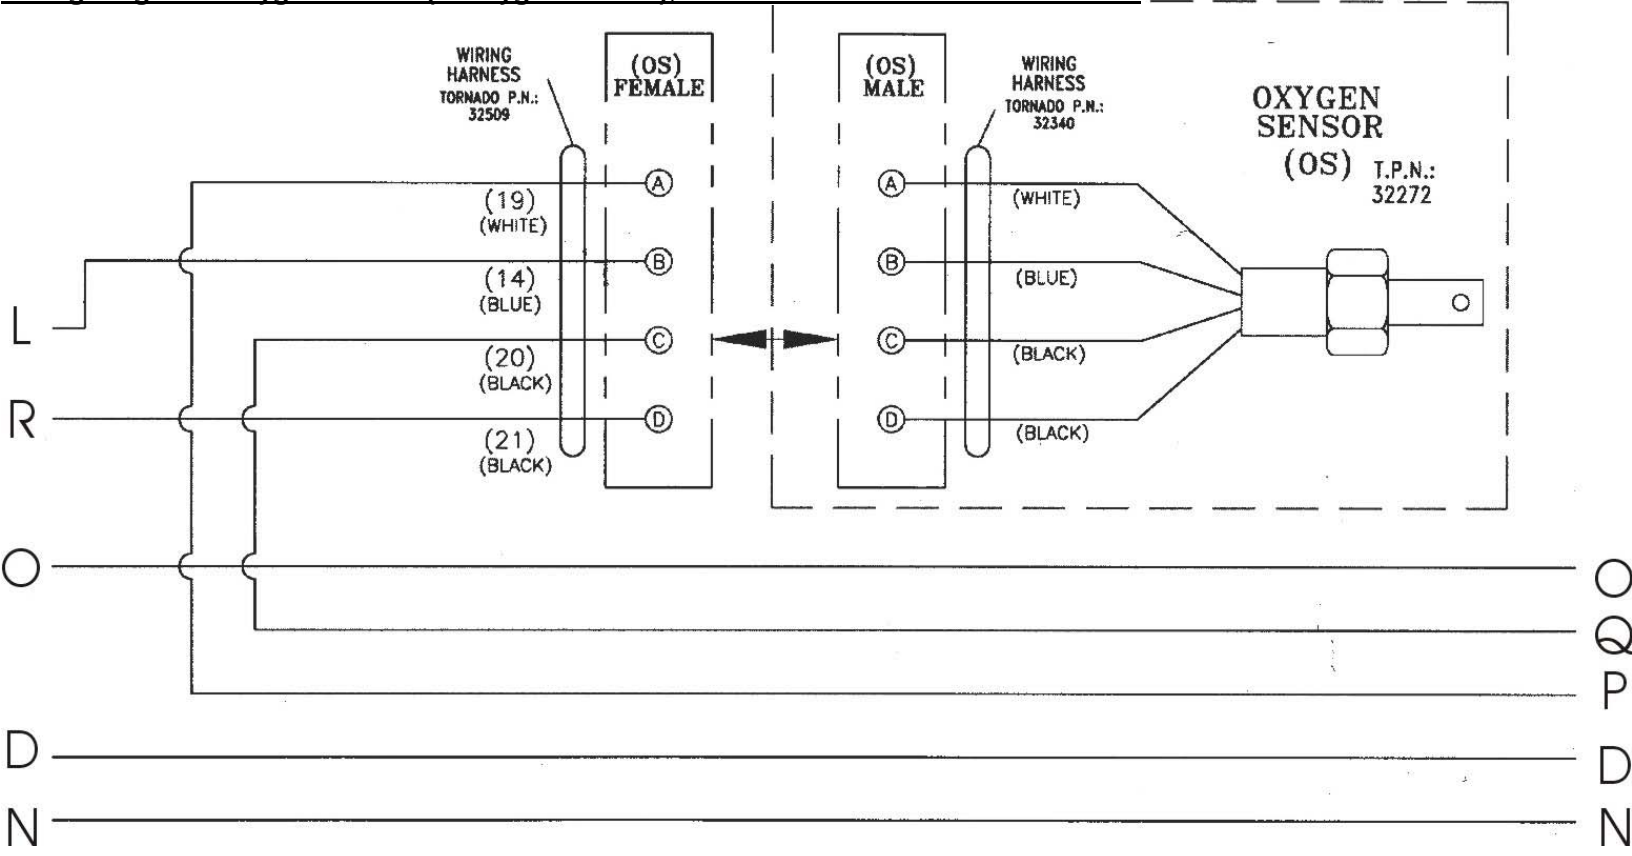 WIRING
HARNESS
TORNADO P.N.:
32509
(OS)
FEMALE
(OS)
MALE
WIRING
HARNESS
TORNADO P.N.:
32340
OXYGEN
SENSOR
(OS)
T.P.N.:
32272
A
(19)
(WHITE)
B
(14)
(BLUE)
C
(20)
(BLACK)
D
(21)
(BLACK)
A
(WHITE)
B
(BLUE)
C
(BLACK)
D
(BLACK)
L
R
O
D
N
O
Q
P
D
N